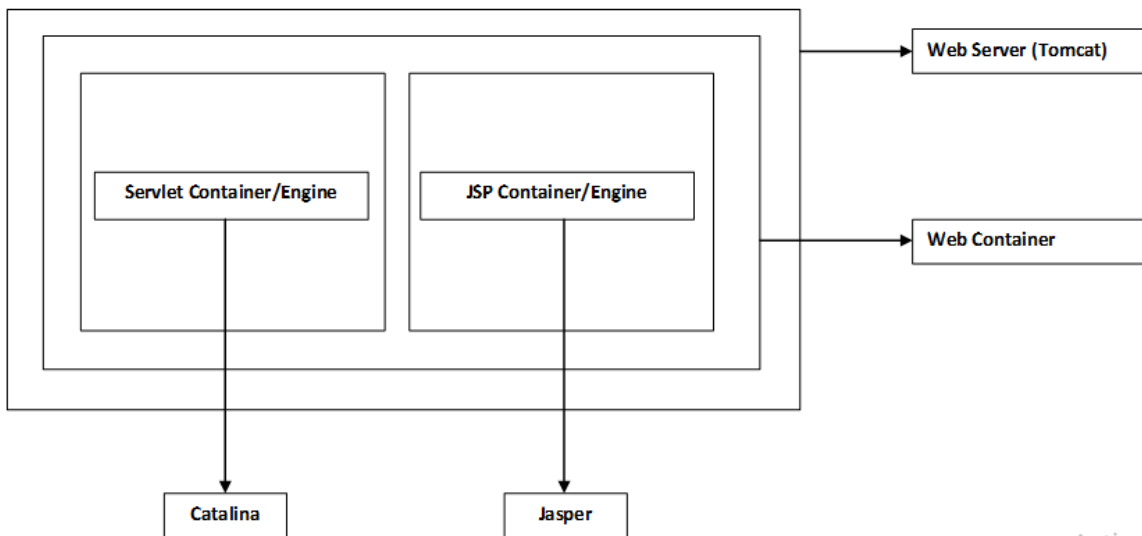 Web Server (Tomcat)
Servlet Container/Engine
JSP Container/Engine
Web Container
Catalina
Jasper